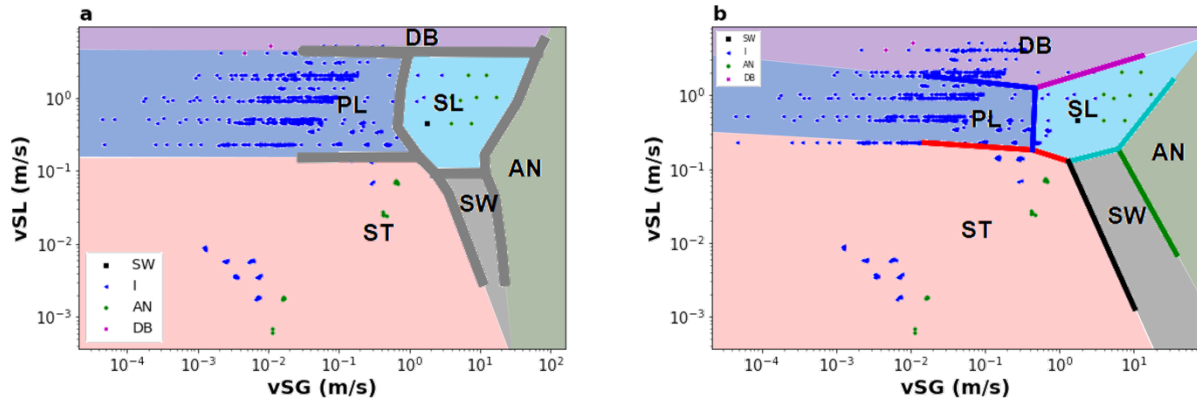 a
DB
PL
SL
AN
SW
ST
SW
I
AN
DB
10⁰
10⁻¹
10⁻²
10⁻³
vSL (m/s)
10⁻⁴ 10⁻³ 10⁻² 10⁻¹ 10⁰ 10¹ 10²
vSG (m/s)
b
SW
I
AN
DB
DB
PL
SL
AN
SW
ST
10⁰
10⁻¹
10⁻²
10⁻³
vSL (m/s)
10⁻⁴ 10⁻³ 10⁻² 10⁻¹ 10⁰ 10¹
vSG (m/s)